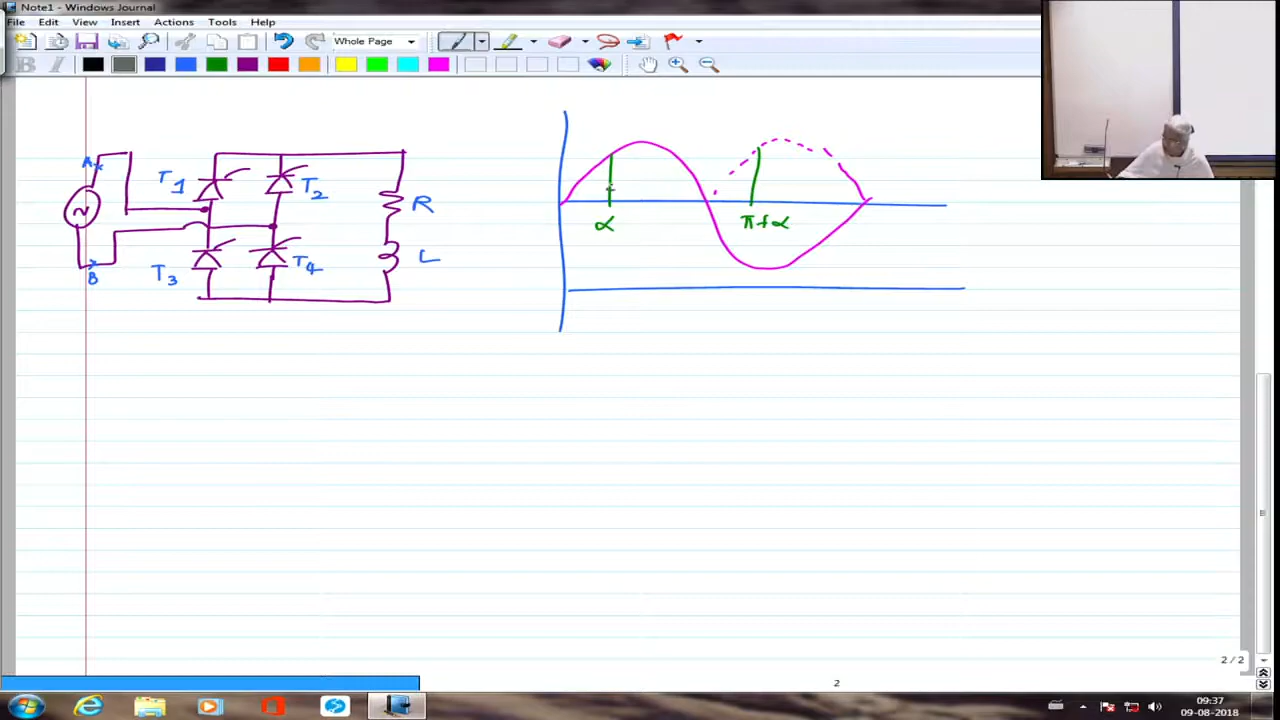 Note1 - Windows Journal
File Edit View Insert Actions Tools Help
Whole Page
B I
A
B
T1
T2
T3
T4
R
L
α
π+α
2 / 2
2
09:37
09-08-2018